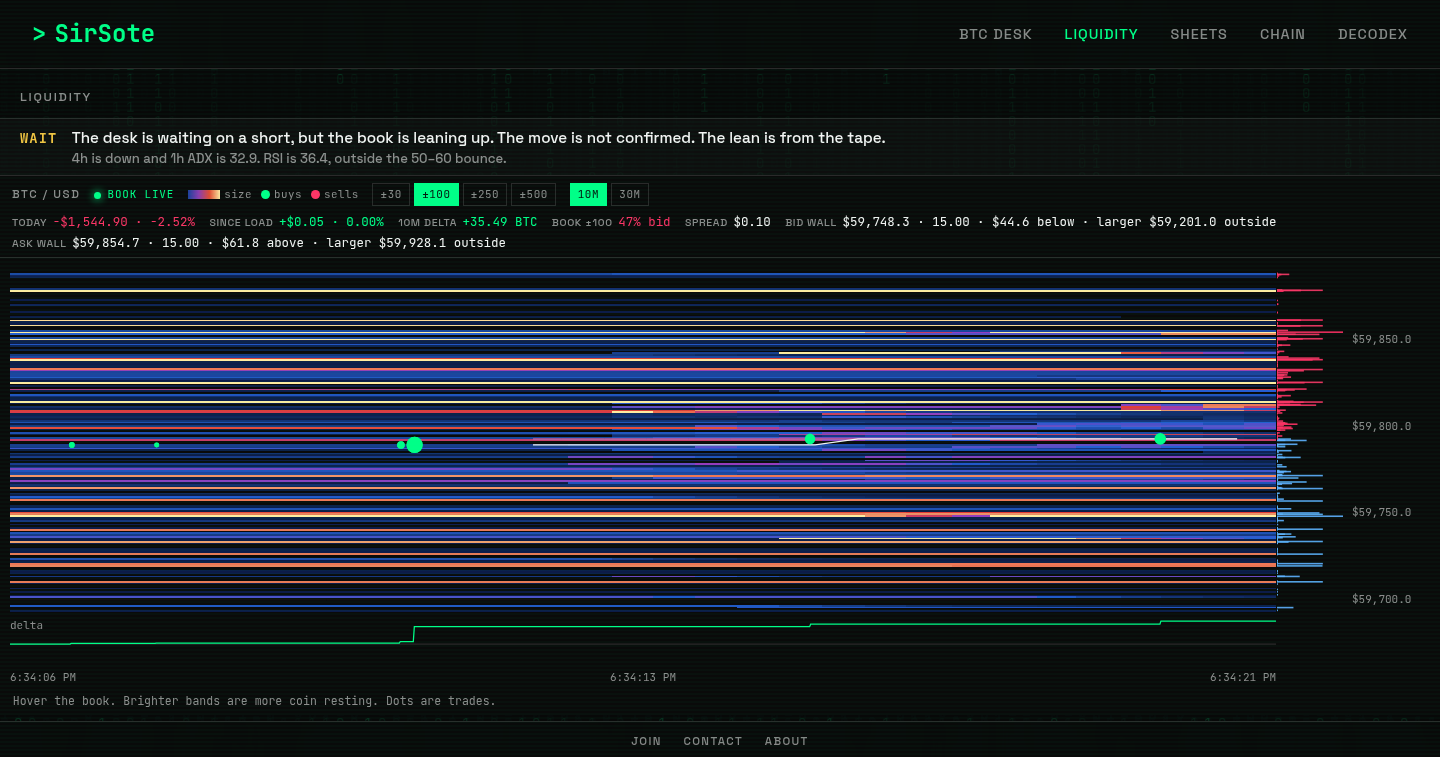 > SirSote
BTC DESK LIQUIDITY SHEETS CHAIN DECODEX
LIQUIDITY
WAIT The desk is waiting on a short, but the book is leaning up. The move is not confirmed. The lean is from the tape.
4h is down and 1h ADX is 32.9. RSI is 36.4, outside the 50–60 bounce.
BTC / USD BOOK LIVE size buys sells ±30 ±100 ±250 ±500 10M 30M
TODAY -$1,544.90 · -2.52% SINCE LOAD +$0.05 · 0.00% 10M DELTA +35.49 BTC BOOK ±100 47% bid SPREAD $0.10 BID WALL $59,748.3 · 15.00 · $44.6 below · larger $59,201.0 outside
ASK WALL $59,854.7 · 15.00 · $61.8 above · larger $59,928.1 outside
$59,850.0
$59,800.0
$59,750.0
$59,700.0
delta
6:34:06 PM 6:34:13 PM 6:34:21 PM
Hover the book. Brighter bands are more coin resting. Dots are trades.
JOIN CONTACT ABOUT